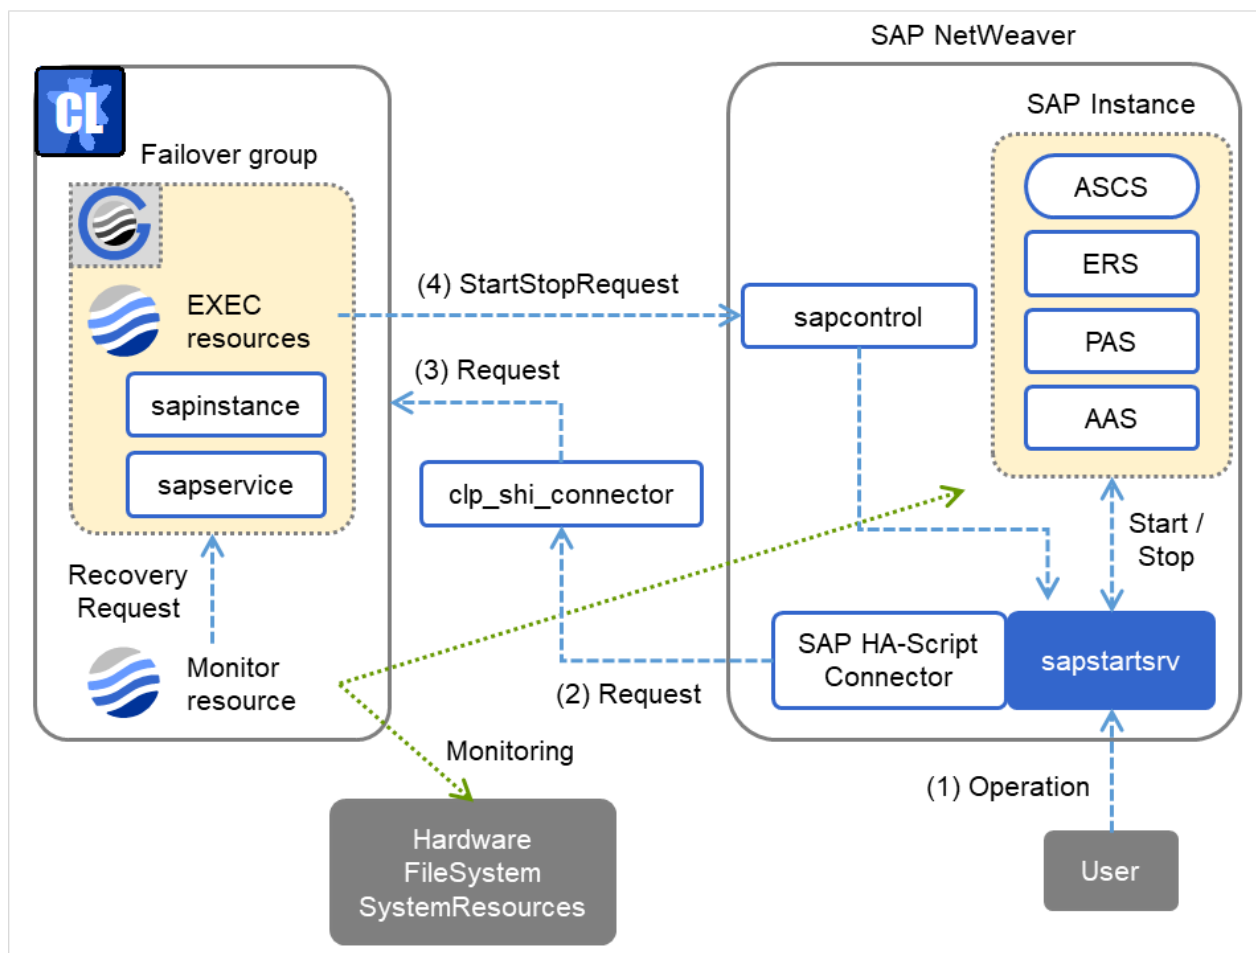 SAP NetWeaver
CL
SAP Instance
Failover group
ASCS
ERS
(4) StartStopRequest
EXEC
resources
sapcontrol
PAS
(3) Request
sapinstance
AAS
sapservice
clp_shi_connector
Start /
Stop
Recovery
Request
Monitor
resource
SAP HA-Script
Connector
sapstartsrv
(2) Request
Monitoring
(1) Operation
Hardware
FileSystem
SystemResources
User